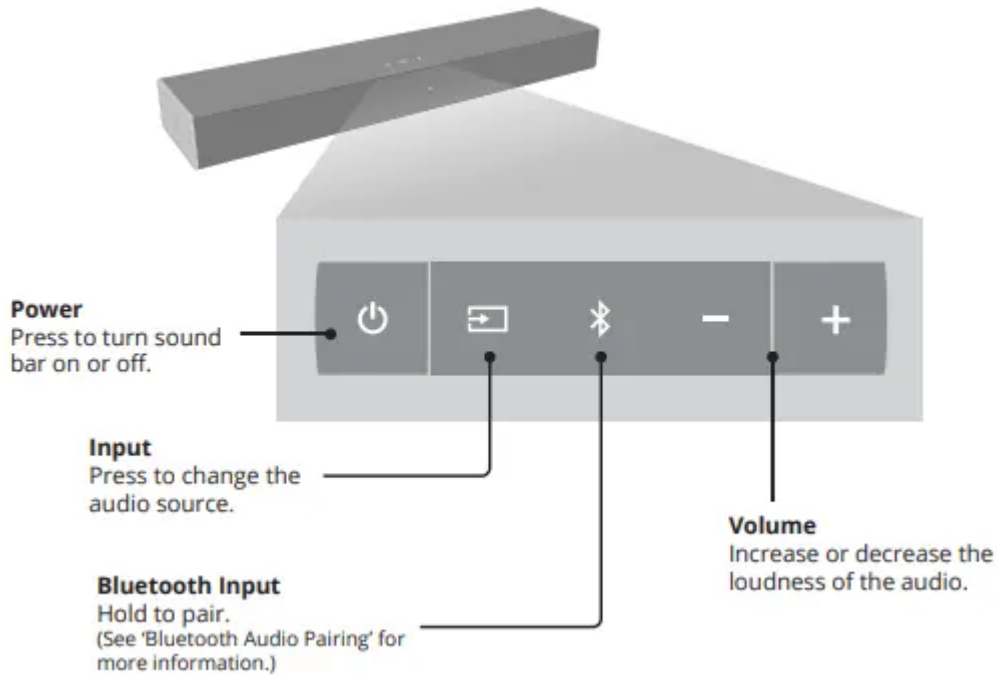 Power
Press to turn sound
bar on or off.
Input
Press to change the
audio source.
Bluetooth Input
Hold to pair.
(See ‘Bluetooth Audio Pairing’ for
more information.)
Volume
Increase or decrease the
loudness of the audio.